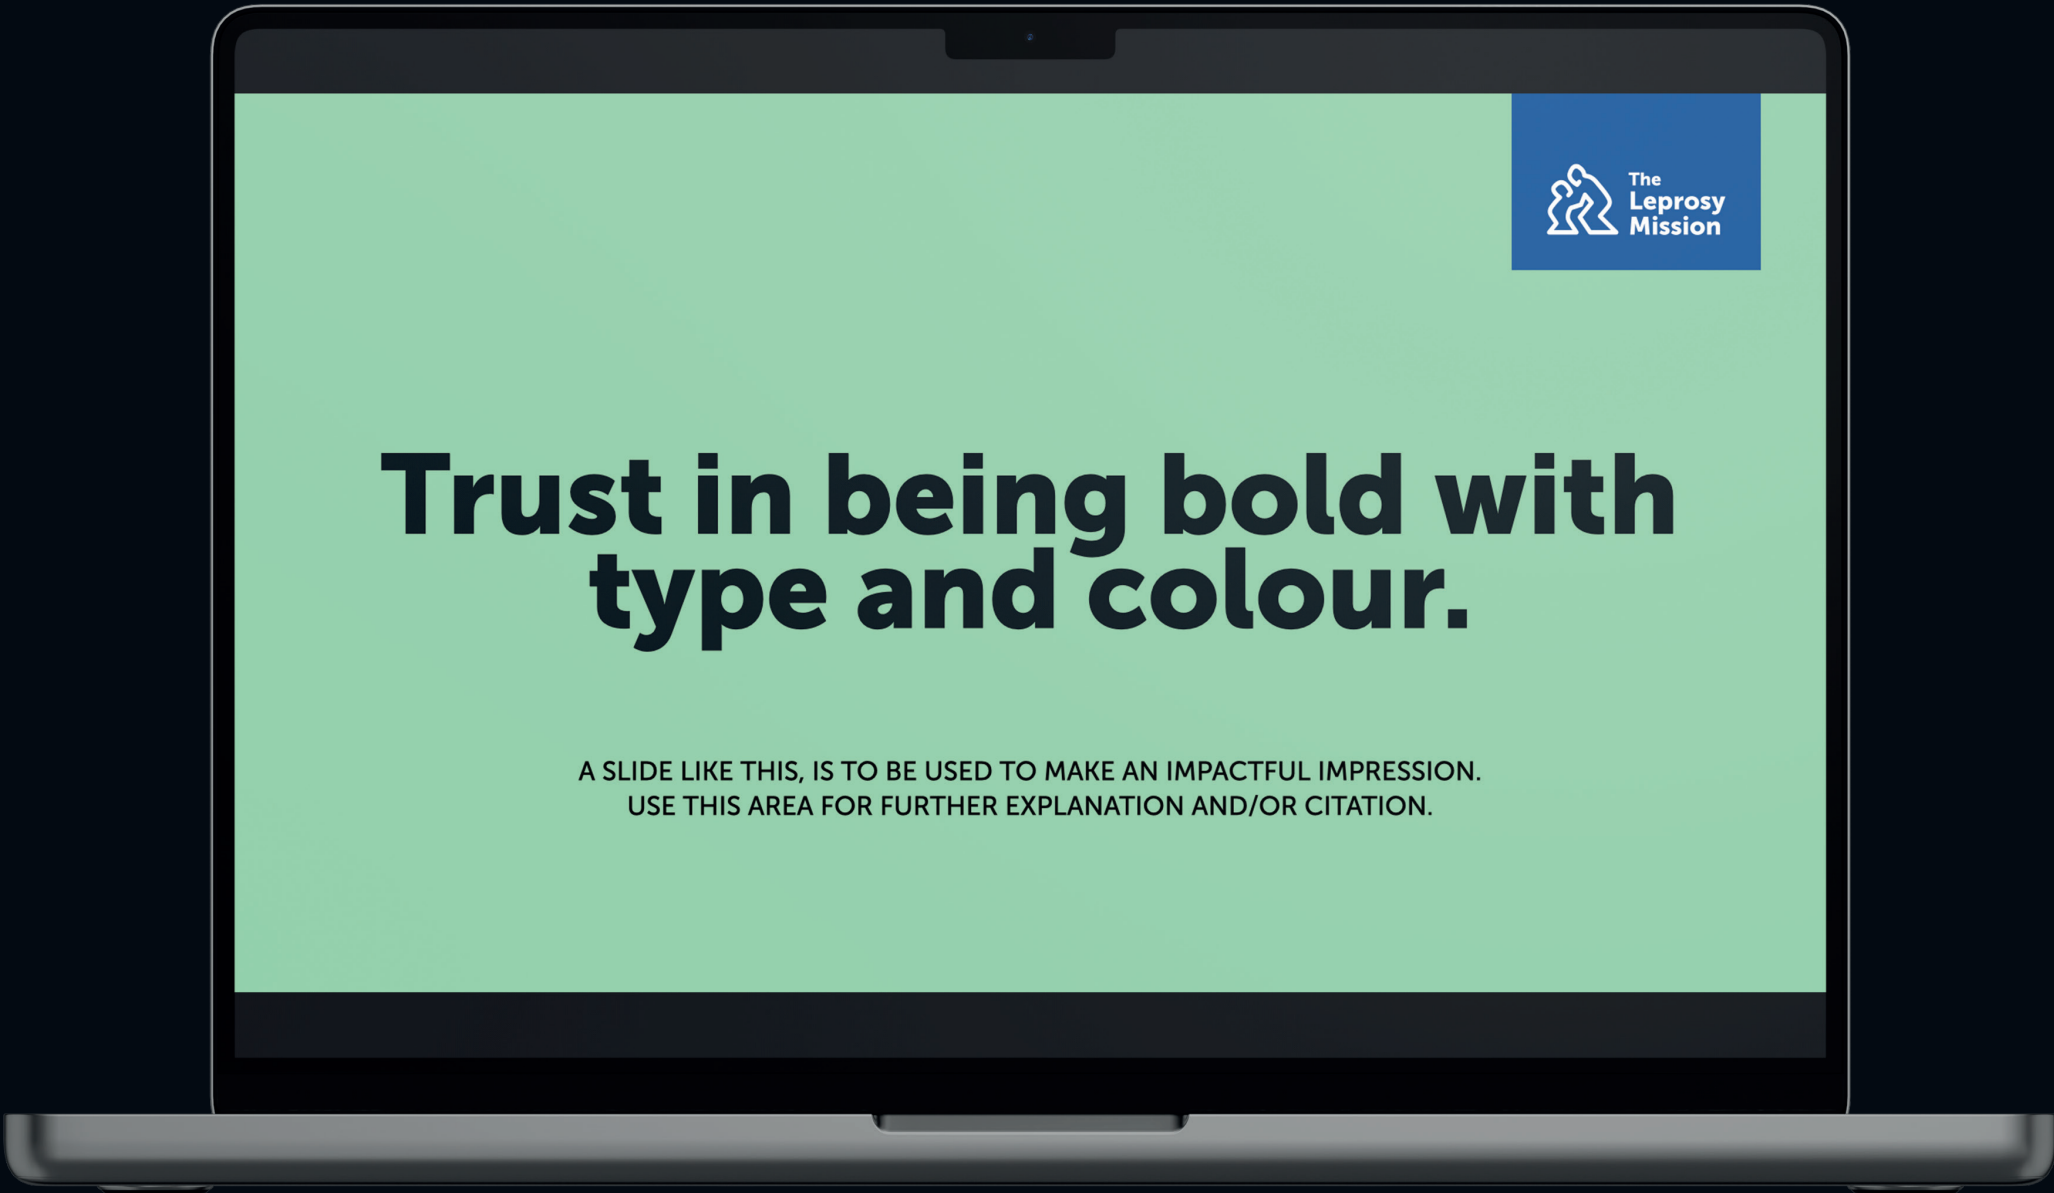 The
Leprosy
Mission
Trust in being bold with
type and colour.
A SLIDE LIKE THIS, IS TO BE USED TO MAKE AN IMPACTFUL IMPRESSION.
USE THIS AREA FOR FURTHER EXPLANATION AND/OR CITATION.